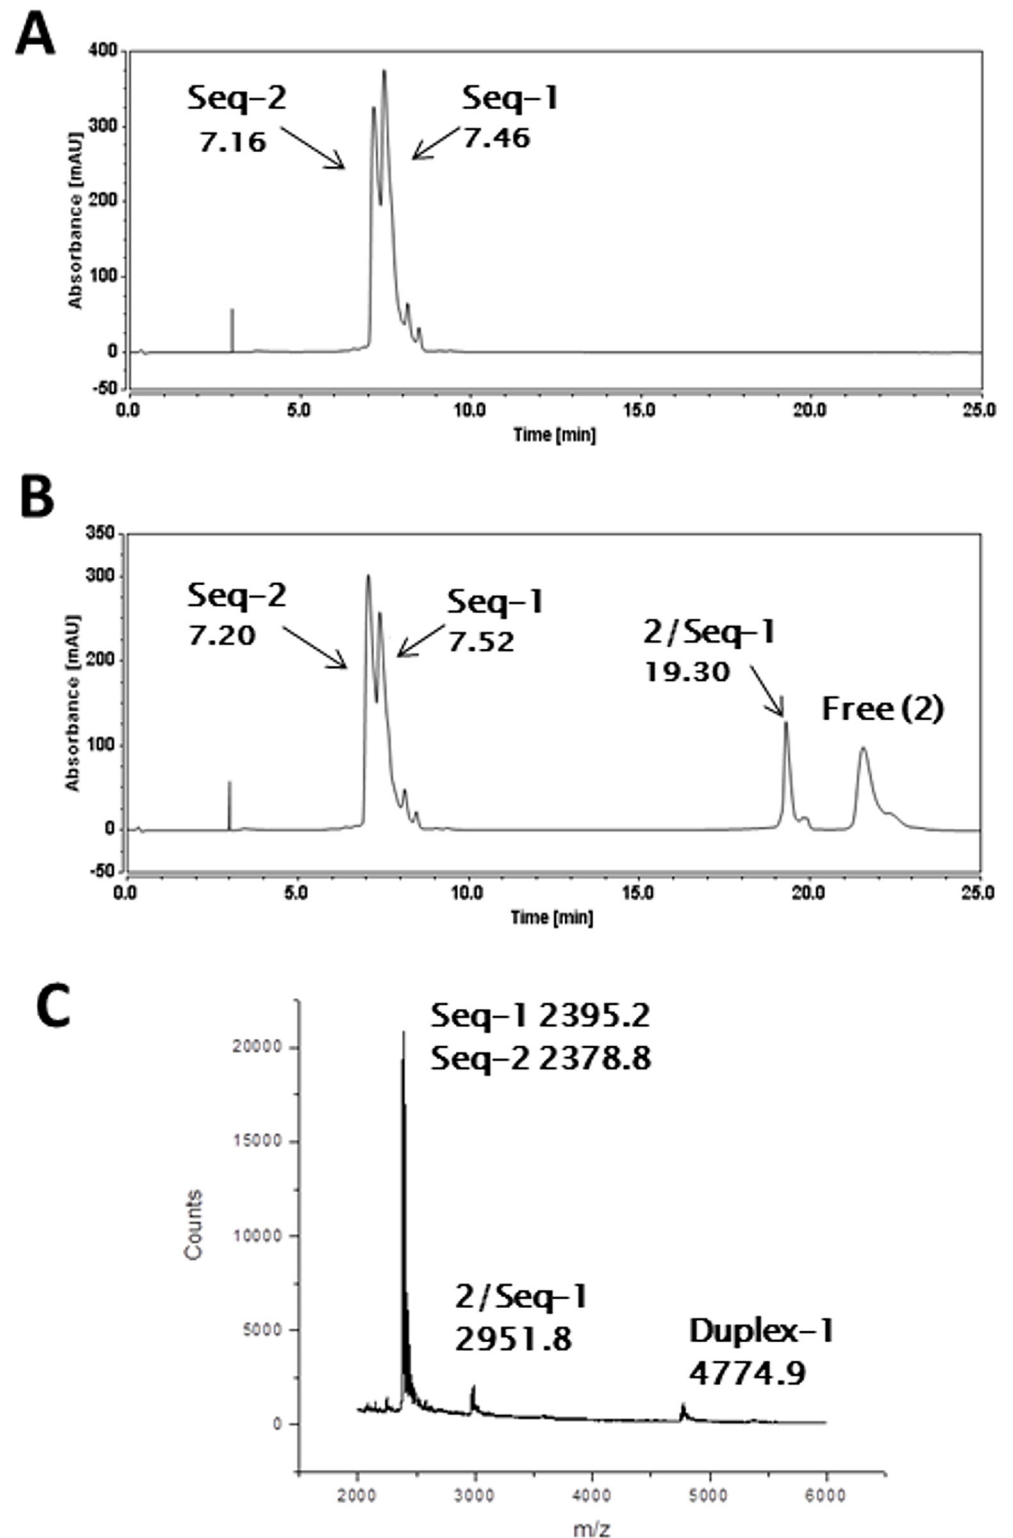 A
400
300
200
100
0
-50
Absorbance [mAU]
Seq-2
7.16
Seq-1
7.46
0.0 5.0 10.0 15.0 20.0 25.0
Time [min]
B
350
300
200
100
0
-50
Absorbance [mAU]
Seq-2
7.20
Seq-1
7.52
2/Seq-1
19.30
Free (2)
0.0 5.0 10.0 15.0 20.0 25.0
Time [min]
C
Seq-1 2395.2
Seq-2 2378.8
20000
15000
10000
5000
0
Counts
2/Seq-1
2951.8
Duplex-1
4774.9
2000 3000 4000 5000 6000
m/z